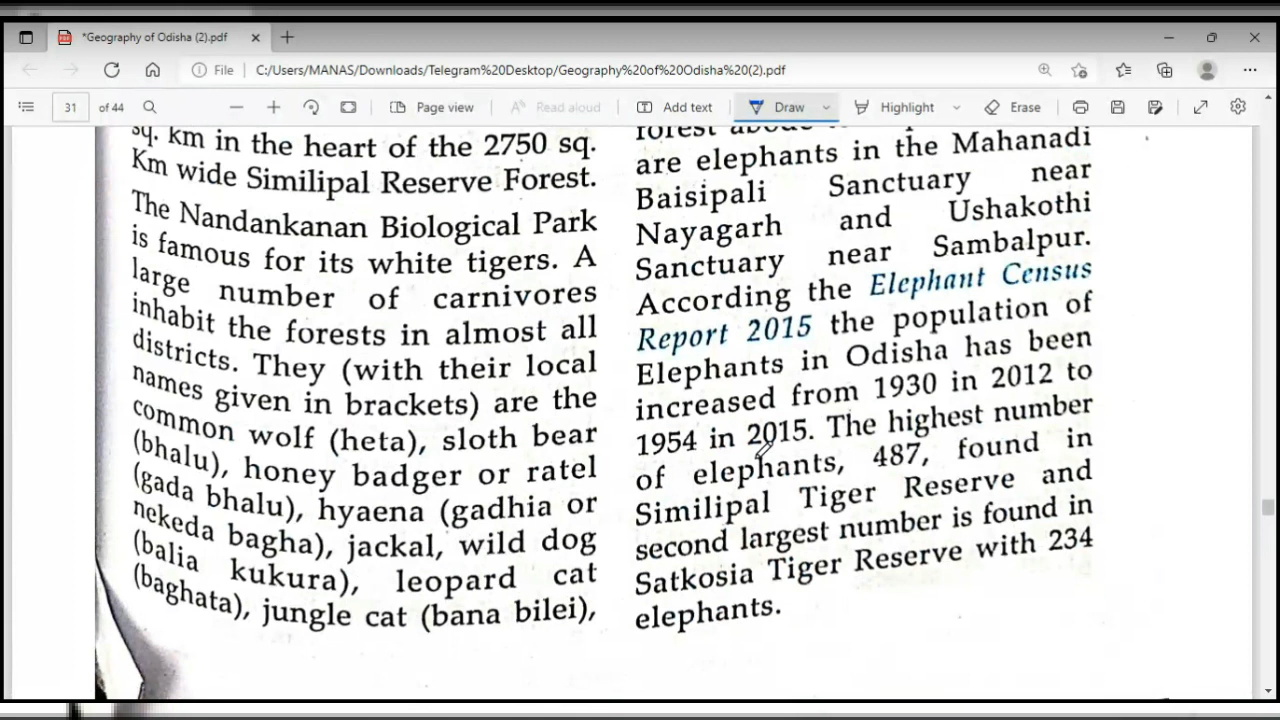 *Geography of Odisha (2).pdf
File
C:/Users/MANAS/Downloads/Telegram%20Desktop/Geography%20of%20Odisha%20(2).pdf
31 of 44
Page view
Read aloud
Add text
Draw
Highlight
Erase
sq. km in the heart of the 2750 sq.
Km wide Similipal Reserve Forest.
The Nandankanan Biological Park
is famous for its white tigers. A
large number of carnivores
inhabit the forests in almost all
districts. They (with their local
names given in brackets) are the
common wolf (heta), sloth bear
(bhalu), honey badger or ratel
(gada bhalu), hyaena (gadhia or
nekeda bagha), jackal, wild dog
(balia kukura), leopard cat
(baghata), jungle cat (bana bilei),
forest
are elephants in the Mahanadi
Baisipali Sanctuary near
Nayagarh and Ushakothi
Sanctuary near Sambalpur.
According the Elephant Census
Report 2015 the population of
Elephants in Odisha has been
increased from 1930 in 2012 to
1954 in 2015. The highest number
of elephants, 487, found in
Similipal Tiger Reserve and
second largest number is found in
Satkosia Tiger Reserve with 234
elephants.